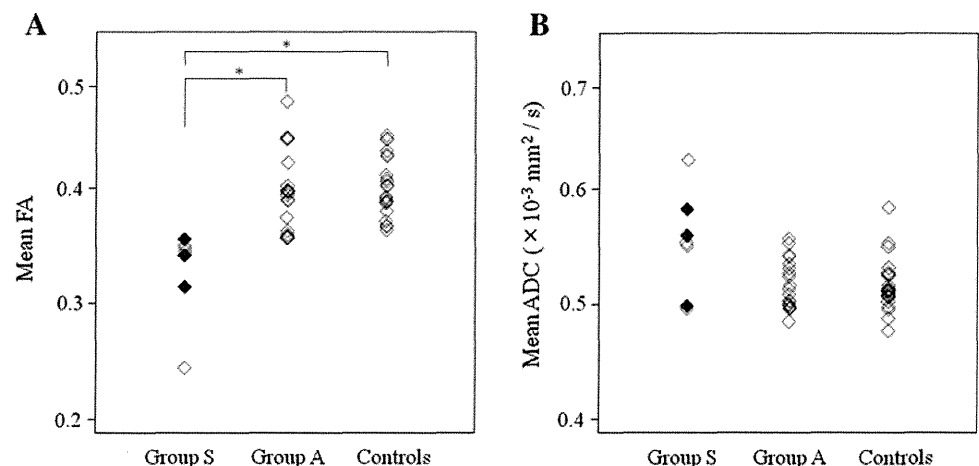 A
*
*
0.5
0.4
0.3
0.2
Mean FA
Group S Group A Controls
B
0.7
0.6
0.5
0.4
Mean ADC ( × 10⁻³ mm² / s )
Group S Group A Controls